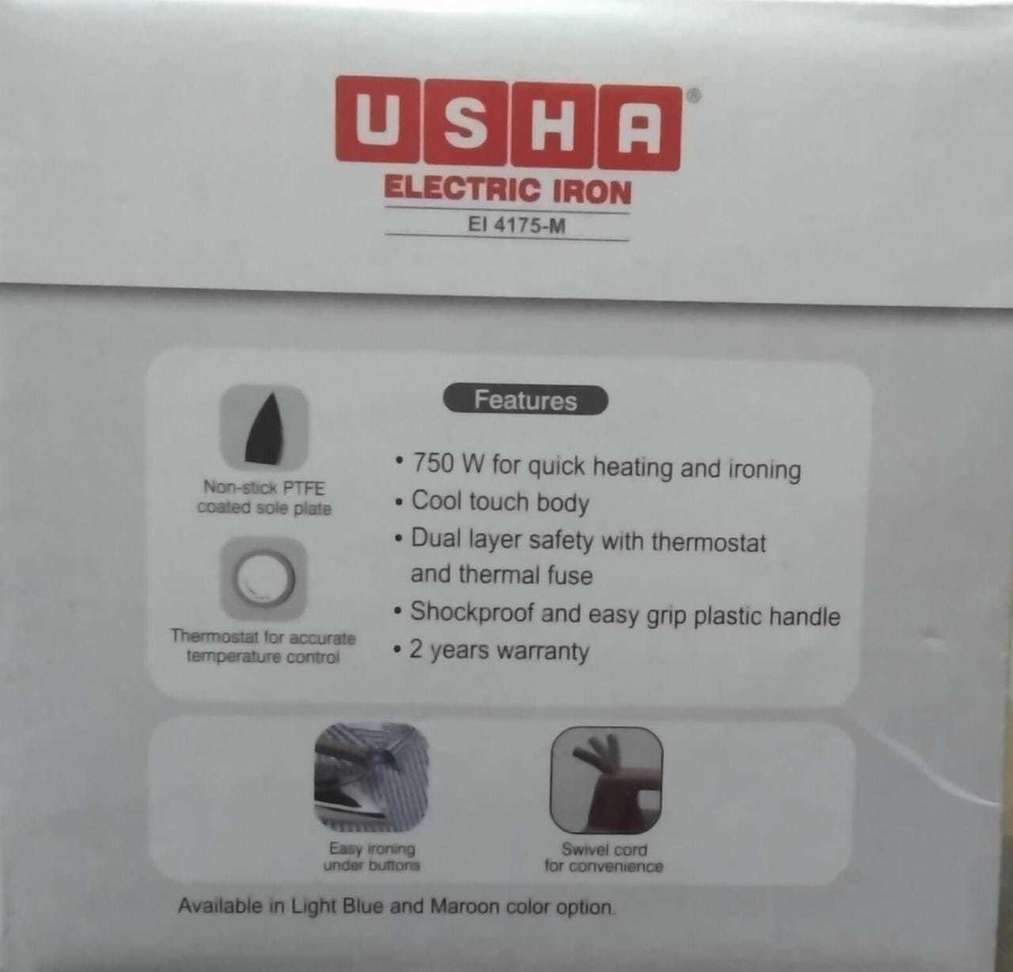 USHA®
ELECTRIC IRON
EI 4175-M
Features
Non-stick PTFE
coated sole plate
Thermostat for accurate
temperature control
• 750 W for quick heating and ironing
• Cool touch body
• Dual layer safety with thermostat
and thermal fuse
• Shockproof and easy grip plastic handle
• 2 years warranty
Easy ironing
under buttons
Swivel cord
for convenience
Available in Light Blue and Maroon color option.